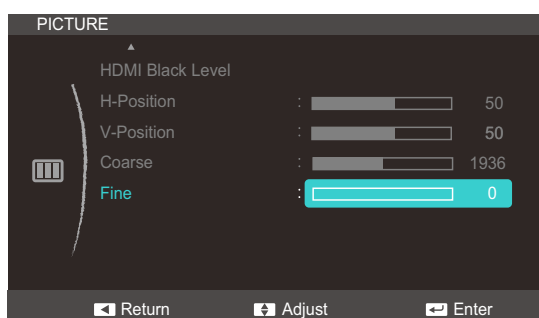 PICTURE
HDMI Black Level
H-Position : 50
V-Position : 50
Coarse : 1936
Fine : 0
Return Adjust Enter